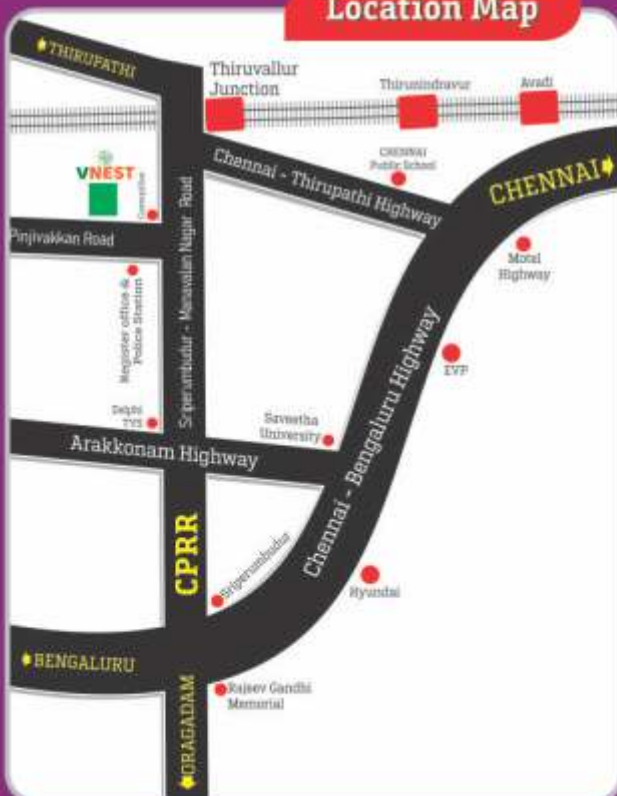 Location Map
THIRUPATHI
Thiruvallur
Junction
Thirunindravur
Avadi
CHENNAI
Public School
Chennai - Thirupathi Highway
CHENNAI
VNEST
Pinjivakkan Road
Sriperumbudur - Manavalan Nagar Road
Motel
Highway
Register office &
Police Station
EVP
Delphi
TVS
Saveetha
University
Arakkonam Highway
Chennai - Bengaluru Highway
CPRR
Sriperumbudur
Hyundai
BENGALURU
Rajeev Gandhi
Memorial
ORAGADAM